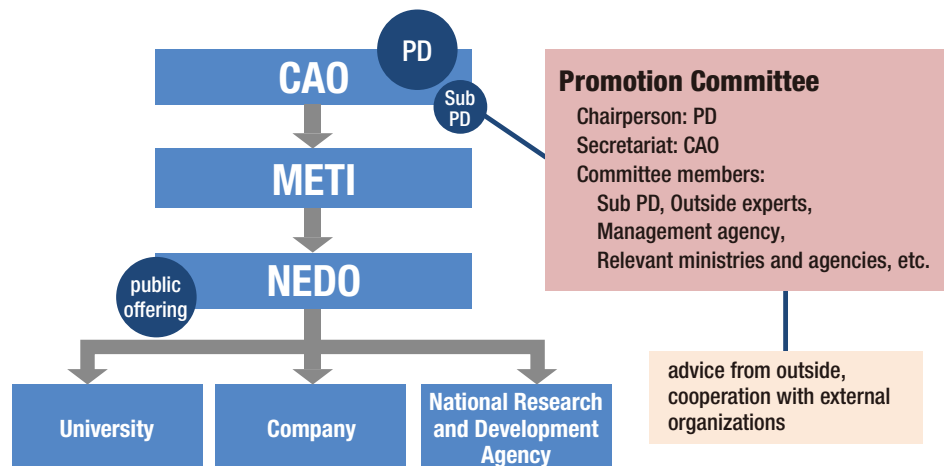 PD
CAO
Sub
PD
METI
public
offering
NEDO
University
Company
National Research
and Development
Agency
Promotion Committee
Chairperson: PD
Secretariat: CAO
Committee members:
Sub PD, Outside experts,
Management agency,
Relevant ministries and agencies, etc.
advice from outside,
cooperation with external
organizations